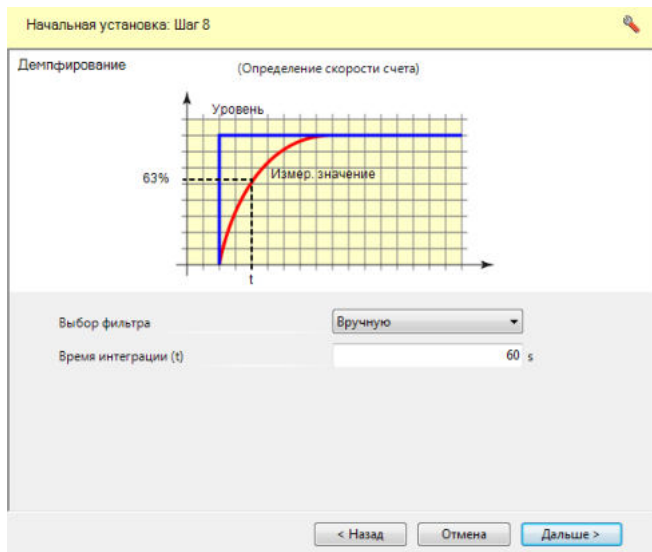 Начальная установка: Шаг 8
Демпфирование
(Определение скорости счета)
Уровень
63%
Измер. значение
t
Выбор фильтра
Вручную
Время интеграции (t)
60 s
< Назад
Отмена
Дальше >